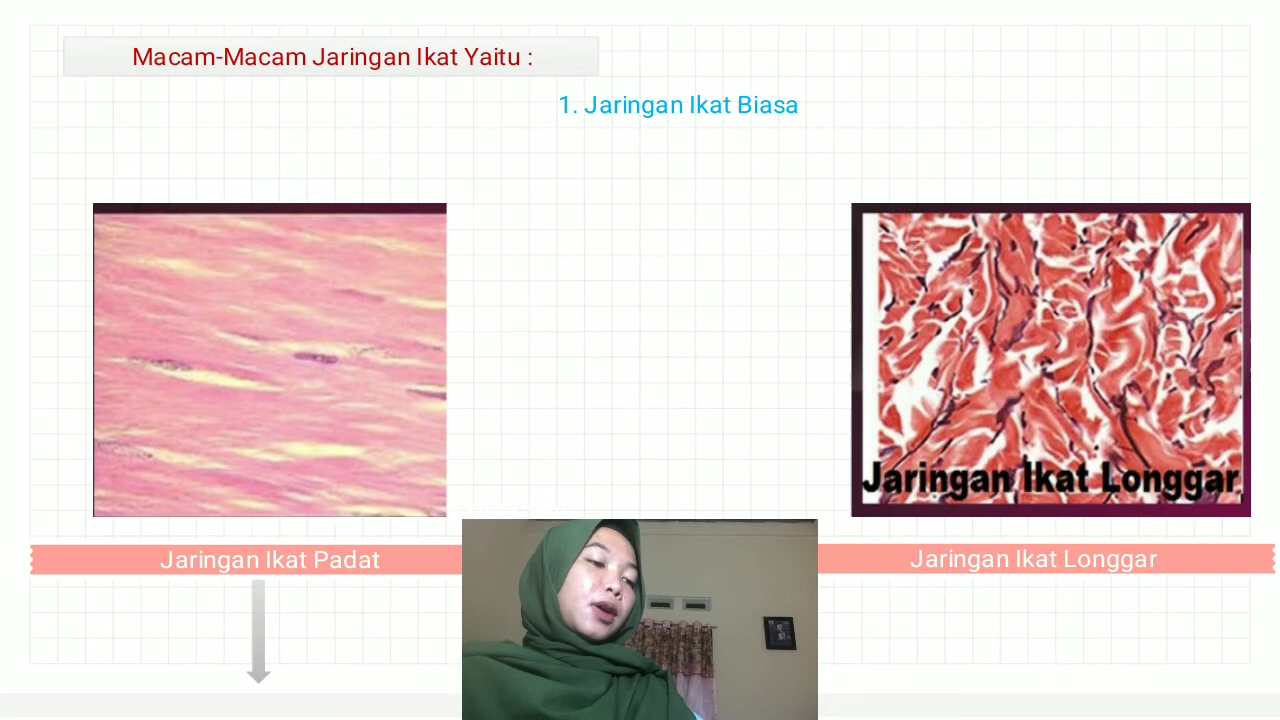 Macam-Macam Jaringan Ikat Yaitu :
1. Jaringan Ikat Biasa
Jaringan Ikat Longgar
Jaringan Ikat Padat
Jaringan Ikat Longgar